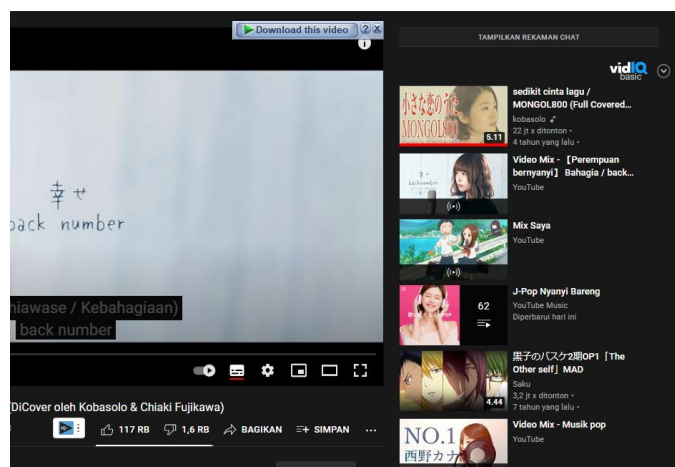 Download this video
幸せ
back number
niawase / Kebahagiaan)
back number
(DiCover oleh Kobasolo & Chiaki Fujikawa)
117 RB
1,6 RB
BAGIKAN
SIMPAN
TAMPILKAN REKAMAN CHAT
vidIQ
basic
小さな恋のうた
MONGOL800
5.11
sedikit cinta lagu /
MONGOL800 (Full Covered...
kobasolo
22 jt x ditonton •
4 tahun yang lalu •
幸せ
backnumber
Video Mix - 【Perempuan
bernyanyi】 Bahagia / back...
YouTube
Mix Saya
YouTube
62
J-Pop Nyanyi Bareng
YouTube Music
Diperbarui hari ini
4.44
黒子のバスケ2期OP1「The
Other self」MAD
Saku
3,2 jt x ditonton •
7 tahun yang lalu •
NO.1
西野カナ
Video Mix - Musik pop
YouTube